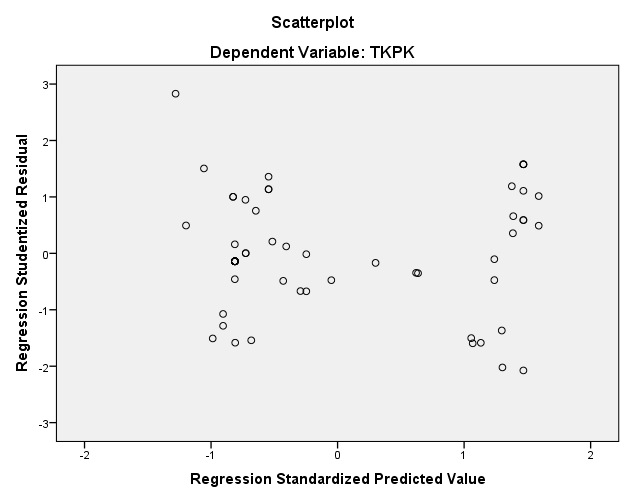 Scatterplot
Dependent Variable: TKPK
Regression Studentized Residual
3
2
1
0
-1
-2
-3
-2 -1 0 1 2
Regression Standardized Predicted Value